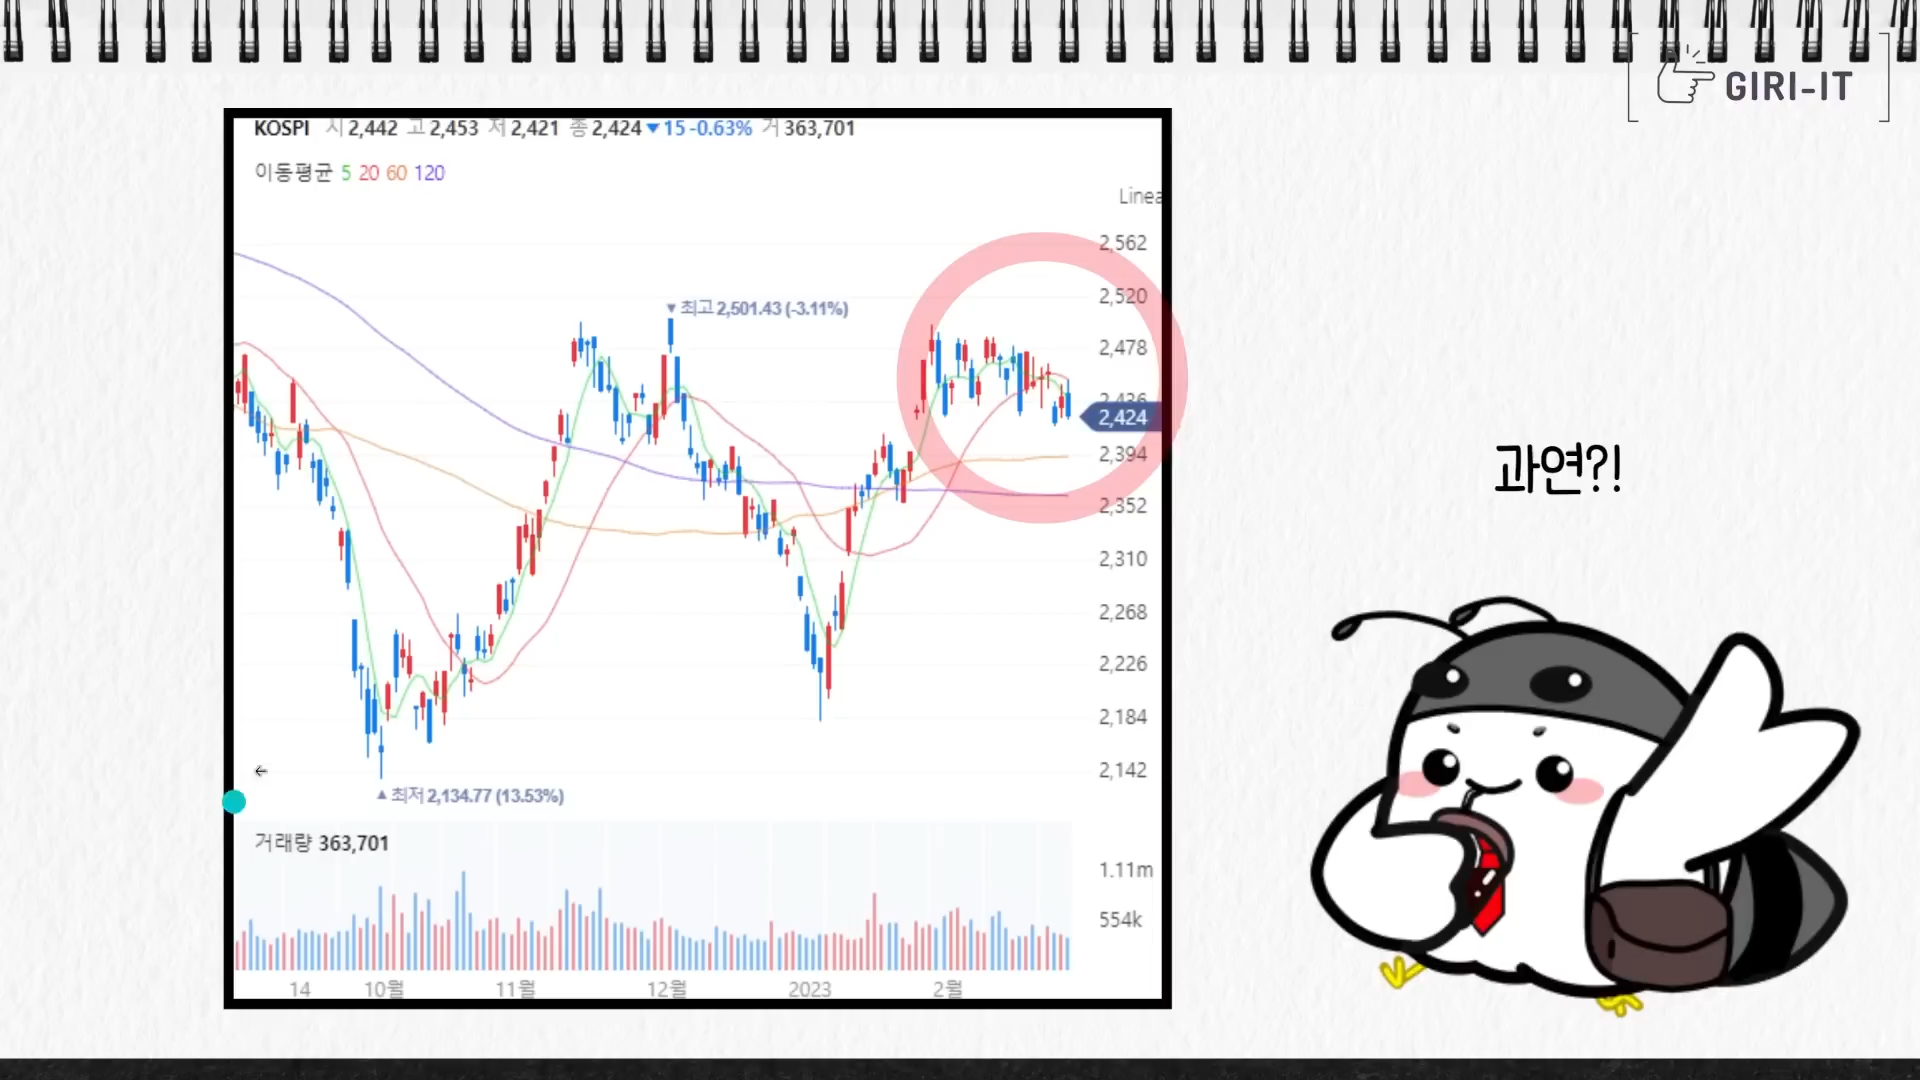 GIRI-IT
KOSPI 시 2,442 고 2,453 저 2,421 종 2,424 ▼15 -0.63% 거 363,701
이동평균 5 20 60 120
Linea
2,562
2,520
▼최고 2,501.43 (-3.11%)
2,478
2,436
2,424
2,394
2,352
2,310
2,268
2,226
2,184
2,142
▲최저 2,134.77 (13.53%)
거래량 363,701
1.11m
554k
14 10월 11월 12월 2023 2월
과연?!